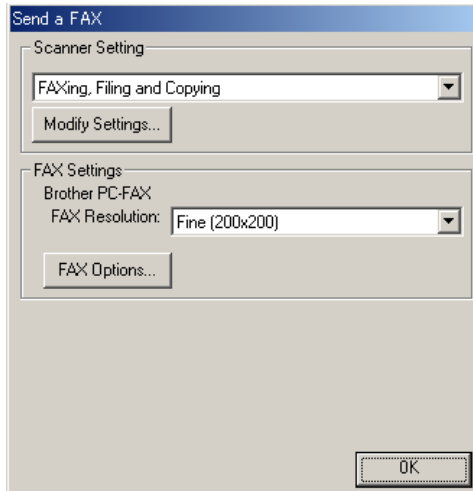 Send a FAX
Scanner Setting
FAXing, Filing and Copying
Modify Settings...
FAX Settings
Brother PC-FAX
FAX Resolution: Fine (200x200)
FAX Options...
OK